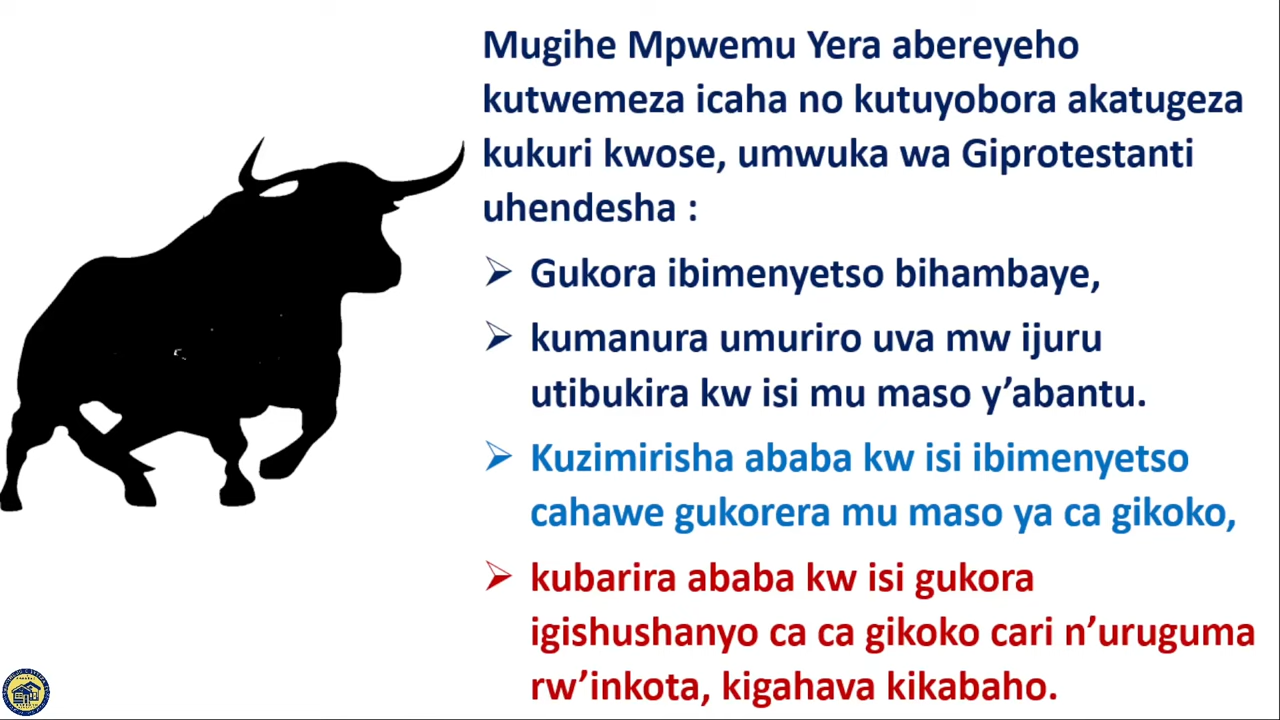 Mugihe Mpwemu Yera abereyeho
kutwemeza icaha no kutuyobora akatugeza
kukuri kwose, umwuka wa Giprotestanti
uhendesha :
➢ Gukora ibimenyetso bihambaye,
➢ kumanura umuriro uva mw ijuru
utibukira kw isi mu maso y’abantu.
➢ Kuzimirisha ababa kw isi ibimenyetso
cahawe gukorera mu maso ya ca gikoko,
➢ kubarira ababa kw isi gukora
igishushanyo ca ca gikoko cari n’uruguma
rw’inkota, kigahava kikabaho.